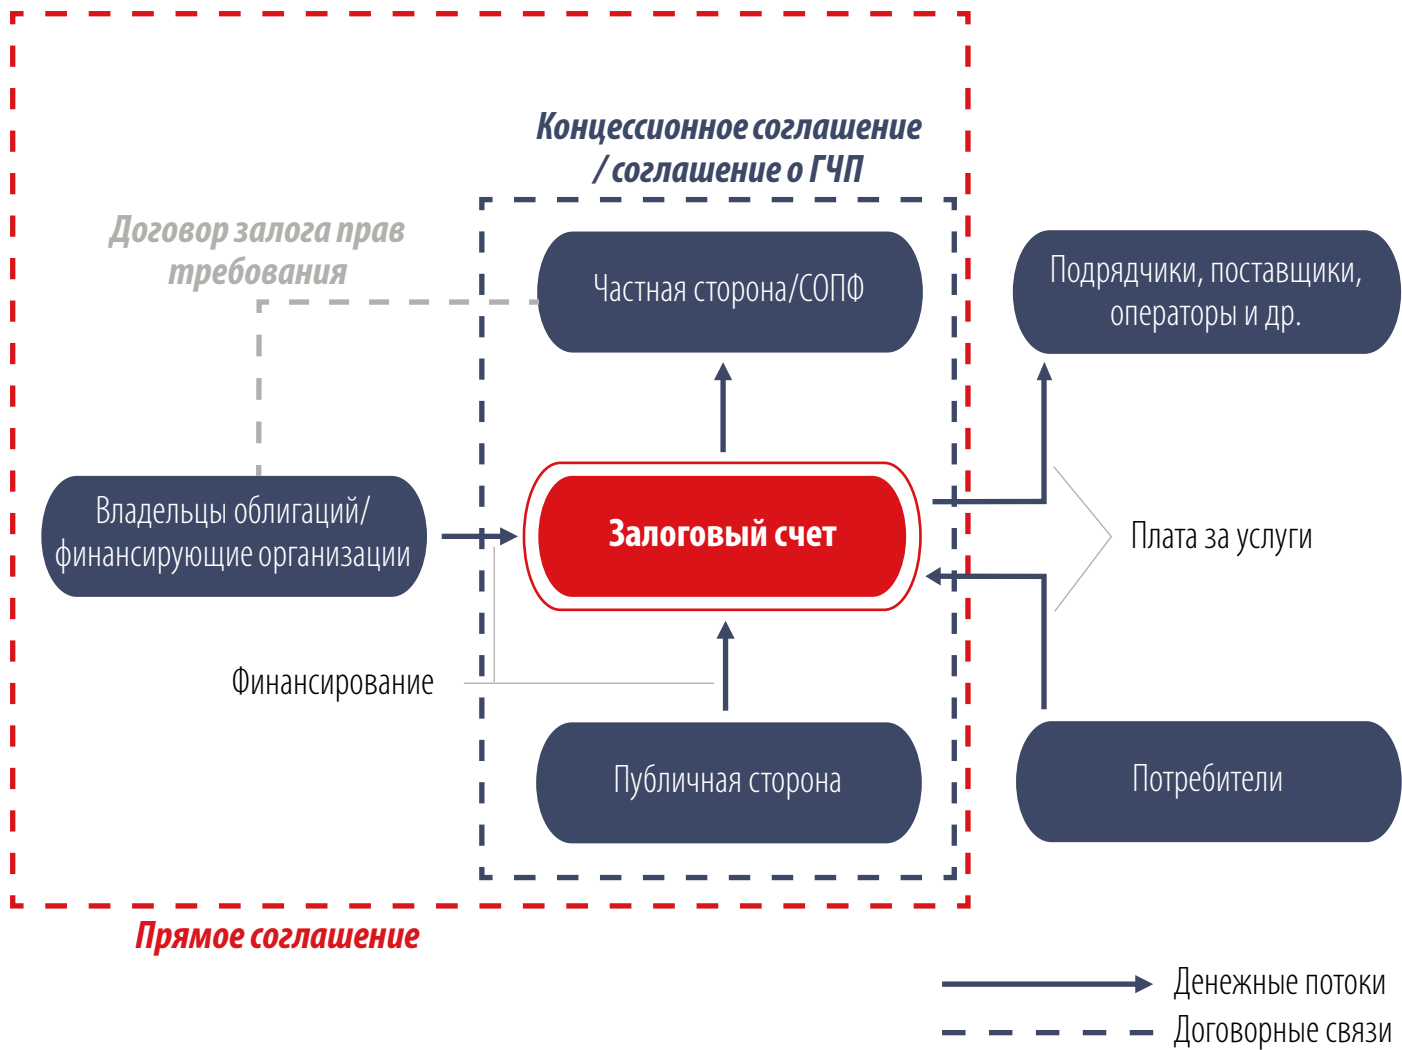 Концессионное соглашение
/ соглашение о ГЧП
Договор залога прав
требования
Частная сторона/СОПФ
Подрядчики, поставщики,
операторы и др.
Владельцы облигаций/
финансирующие организации
Залоговый счет
Плата за услуги
Финансирование
Публичная сторона
Потребители
Прямое соглашение
Денежные потоки
Договорные связи